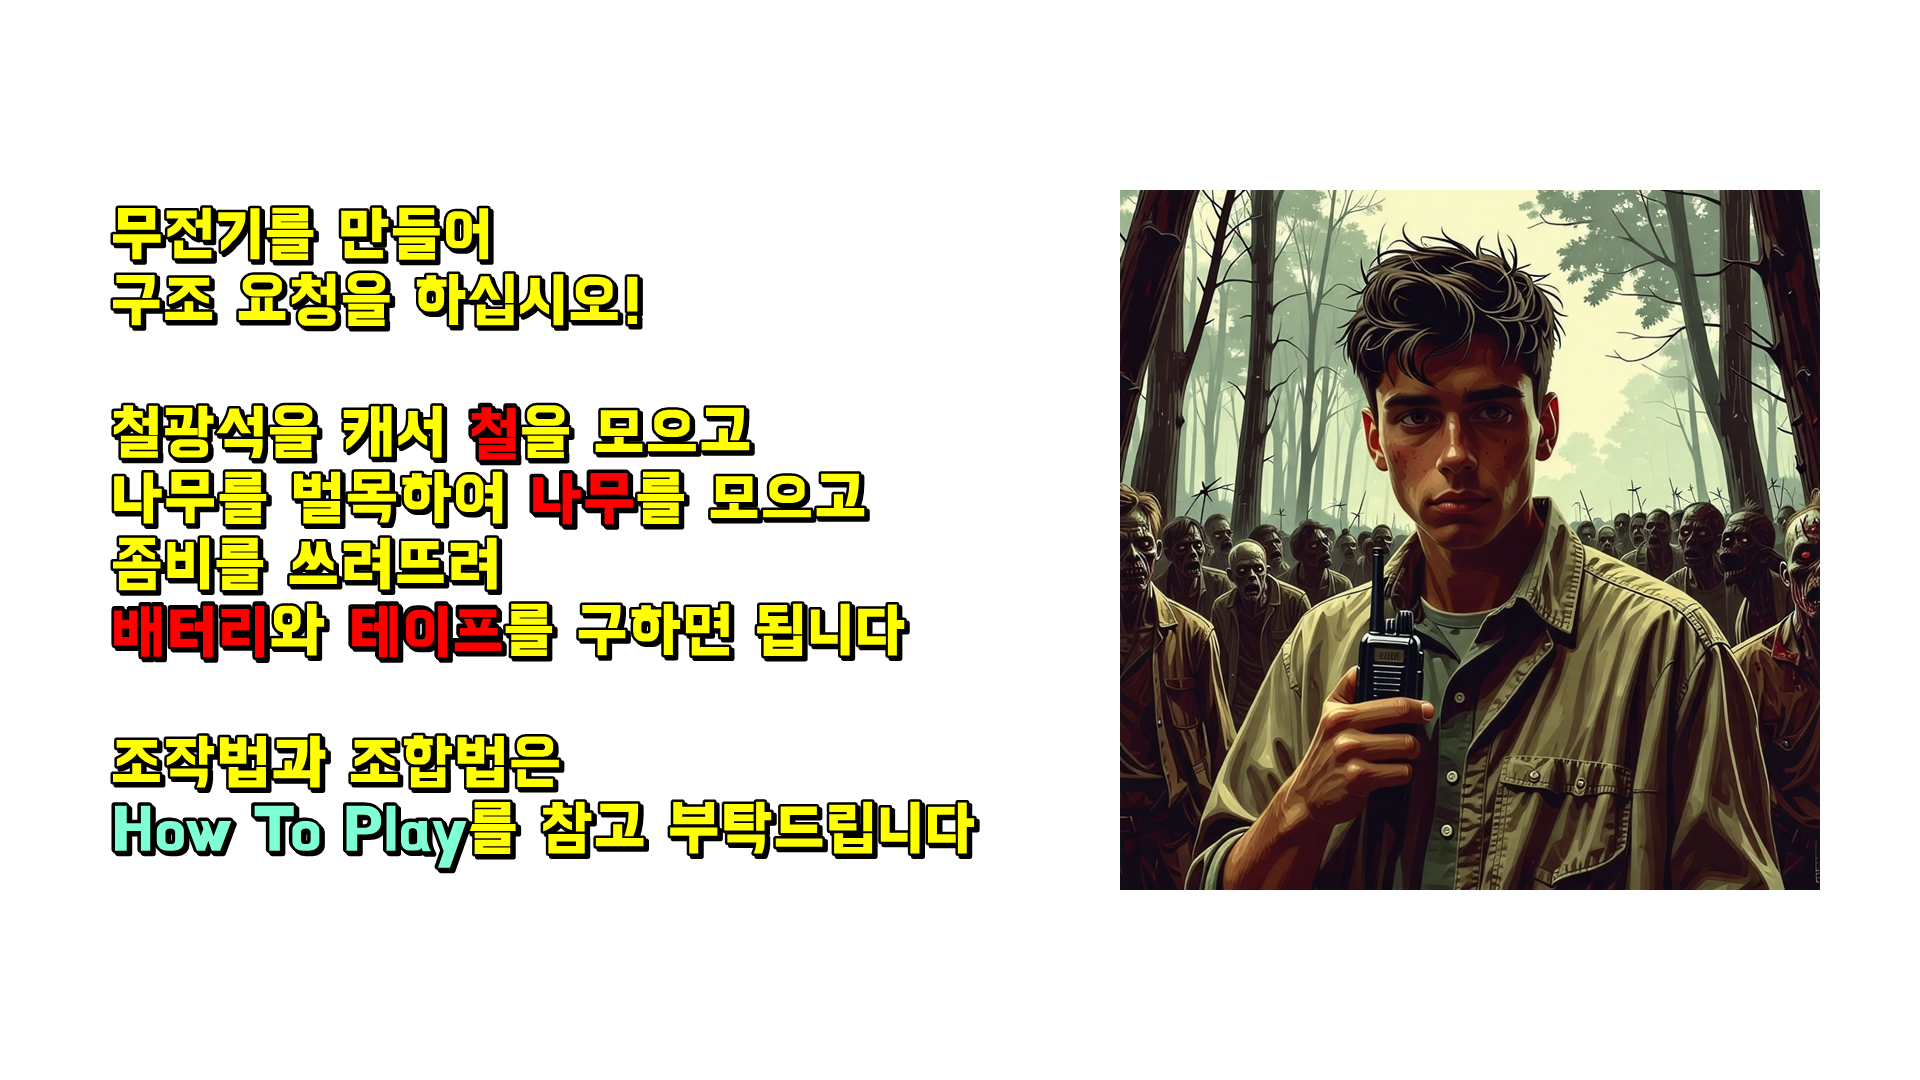 무전기를 만들어
구조 요청을 하십시오!
철광석을 캐서 철을 모으고
나무를 벌목하여 나무를 모으고
좀비를 쓰려뜨려
배터리와 테이프를 구하면 됩니다
조작법과 조합법은
How To Play를 참고 부탁드립니다